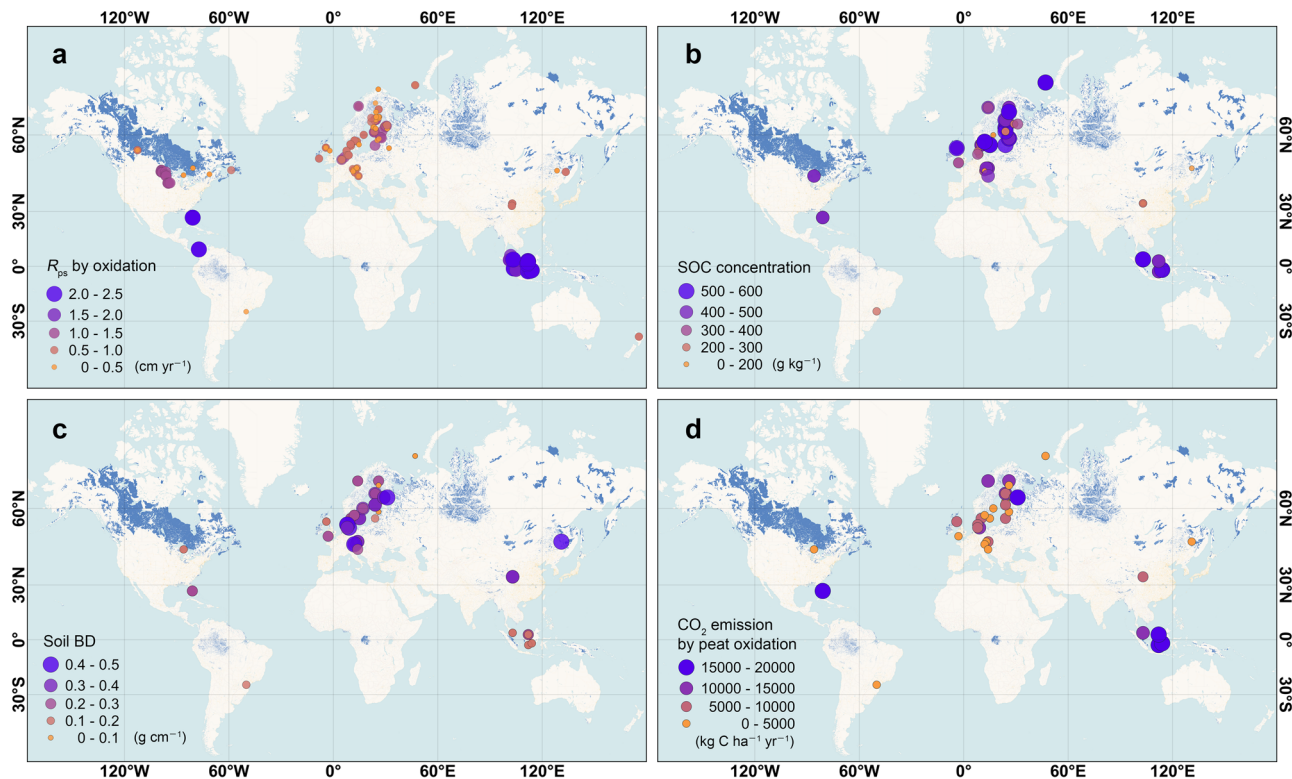 120°W 60°W 0° 60°E 120°E 120°W 60°W 0° 60°E 120°E
a
60°N
30°N
0°
30°S
Rps by oxidation
2.0 - 2.5
1.5 - 2.0
1.0 - 1.5
0.5 - 1.0
0 - 0.5 (cm yr⁻¹)
b
60°N
30°N
0°
30°S
SOC concentration
500 - 600
400 - 500
300 - 400
200 - 300
0 - 200 (g kg⁻¹)
c
60°N
30°N
0°
30°S
Soil BD
0.4 - 0.5
0.3 - 0.4
0.2 - 0.3
0.1 - 0.2
0 - 0.1 (g cm⁻¹)
d
60°N
30°N
0°
30°S
CO₂ emission
by peat oxidation
15000 - 20000
10000 - 15000
5000 - 10000
0 - 5000
(kg C ha⁻¹ yr⁻¹)
120°W 60°W 0° 60°E 120°E 120°W 60°W 0° 60°E 120°E